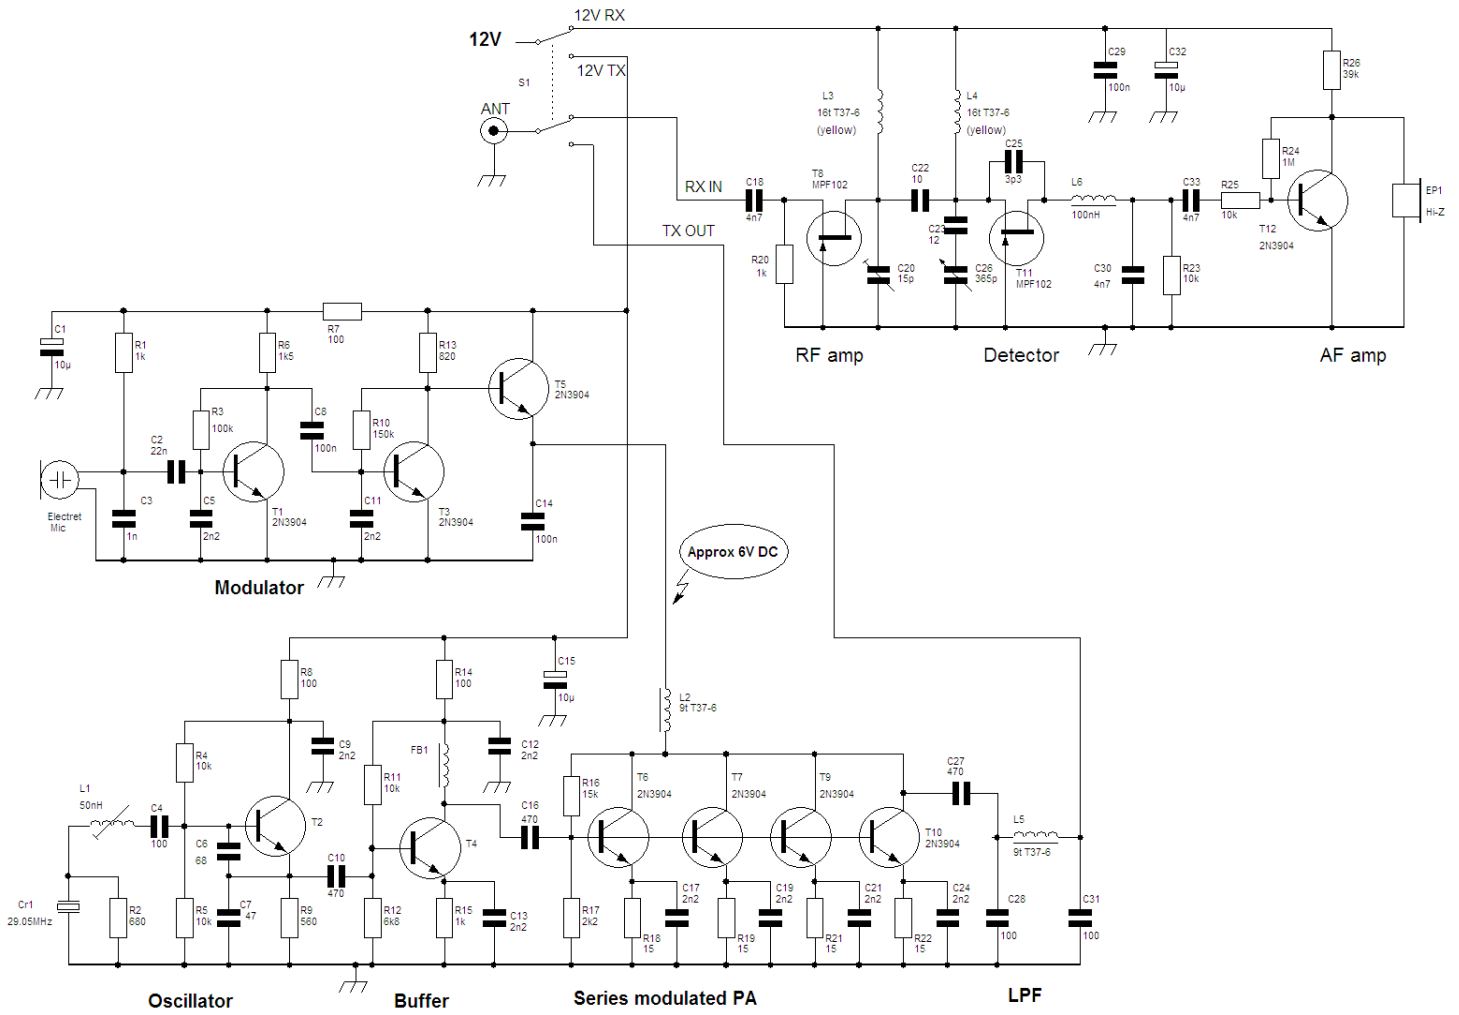 12V RX
12V
12V TX
S1
ANT
RX IN
TX OUT
L3
16t T37-6
(yellow)
L4
16t T37-6
(yellow)
C29
100n
C32
10µ
R26
39k
C18
4n7
T8
MPF102
C22
10
C25
3p3
L6
100nH
C33
4n7
R25
10k
R24
1M
T12
2N3904
EP1
Hi-Z
R20
1k
C20
15p
C23
12
C26
365p
T11
MPF102
C30
4n7
R23
10k
RF amp
Detector
AF amp
C1
10µ
R1
1k
R6
1k5
R7
100
R13
820
T5
2N3904
R3
100k
C8
100n
R10
150k
C2
22n
C3
1n
C5
2n2
T1
2N3904
C11
2n2
T3
2N3904
C14
100n
Electret
Mic
Modulator
Approx 6V DC
R8
100
R14
100
C15
10µ
L2
9t T37-6
R4
10k
C9
2n2
FB1
C12
2n2
R11
10k
L1
50nH
C4
100
T2
C6
68
C10
470
T4
C16
470
R16
15k
T6
2N3904
T7
2N3904
T9
2N3904
T10
2N3904
C27
470
L5
9t T37-6
Cr1
29.05MHz
R2
680
R5
10k
C7
47
R9
560
R12
6k8
R15
1k
C13
2n2
R17
2k2
R18
15
C17
2n2
R19
15
C19
2n2
R21
15
C21
2n2
R22
15
C24
2n2
C28
100
C31
100
Oscillator
Buffer
Series modulated PA
LPF